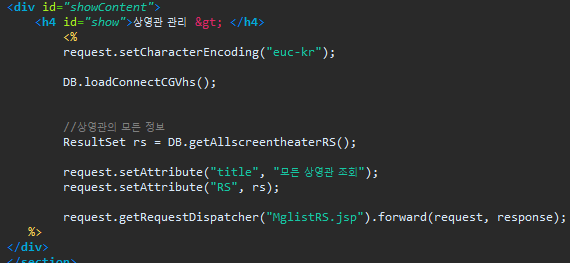 <div id="showContent">
<h4 id="show">상영관 관리 &gt; </h4>
<%
request.setCharacterEncoding("euc-kr");
DB.loadConnectCGVhs();
//상영관의 모든 정보
ResultSet rs = DB.getAllscreentheaterRS();
request.setAttribute("title", "모든 상영관 조회");
request.setAttribute("RS", rs);
request.getRequestDispatcher("MglistRS.jsp").forward(request, response);
%>
</div>
</section>